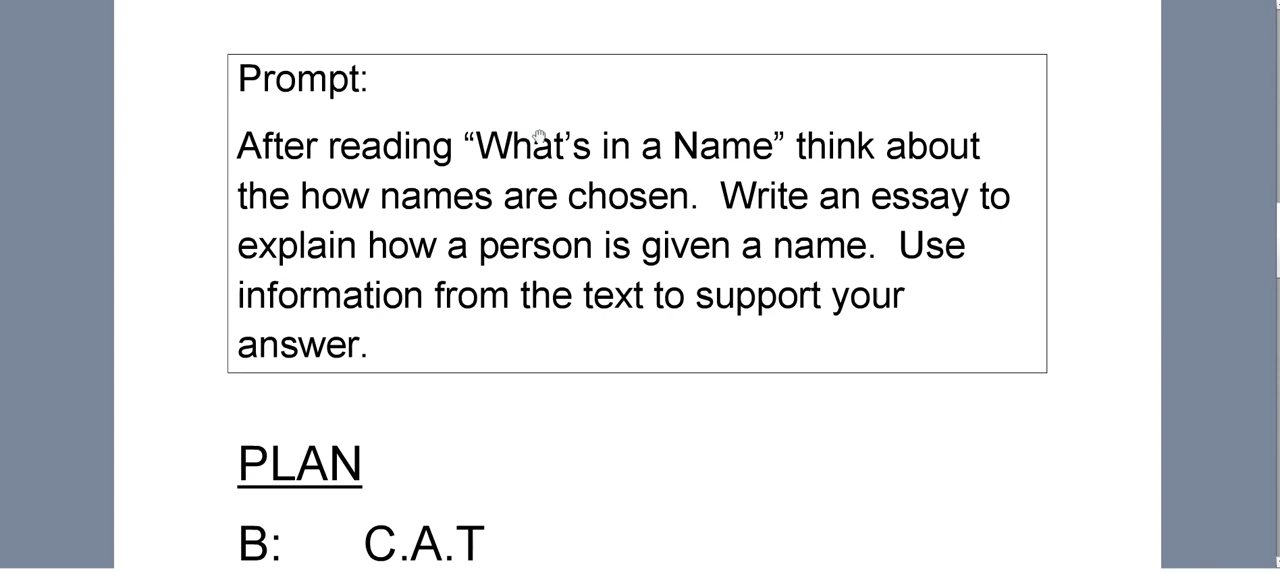 Prompt:
After reading “What’s in a Name” think about
the how names are chosen.  Write an essay to
explain how a person is given a name.  Use
information from the text to support your
answer.
PLAN
B: C.A.T